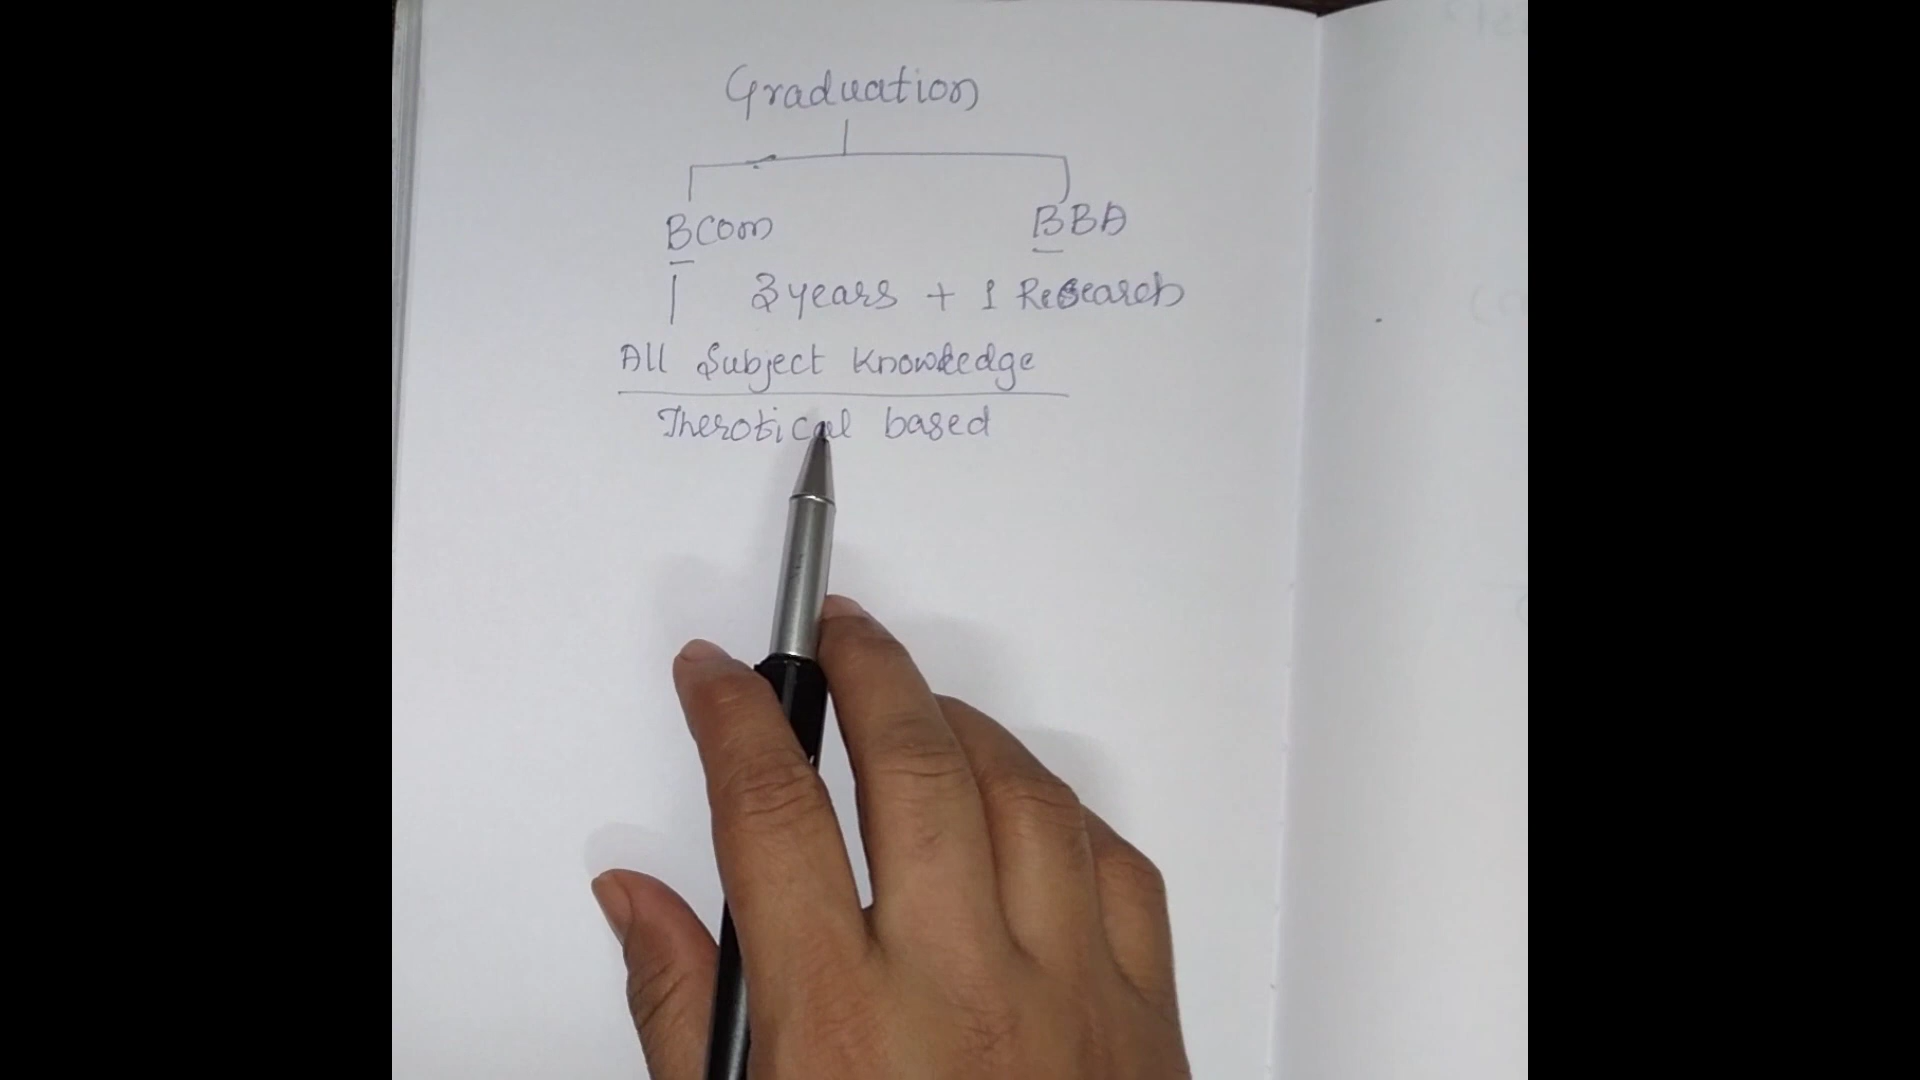 Graduation
BCom BBA
3 years + 1 Research
All Subject Knowledge
Therotical based